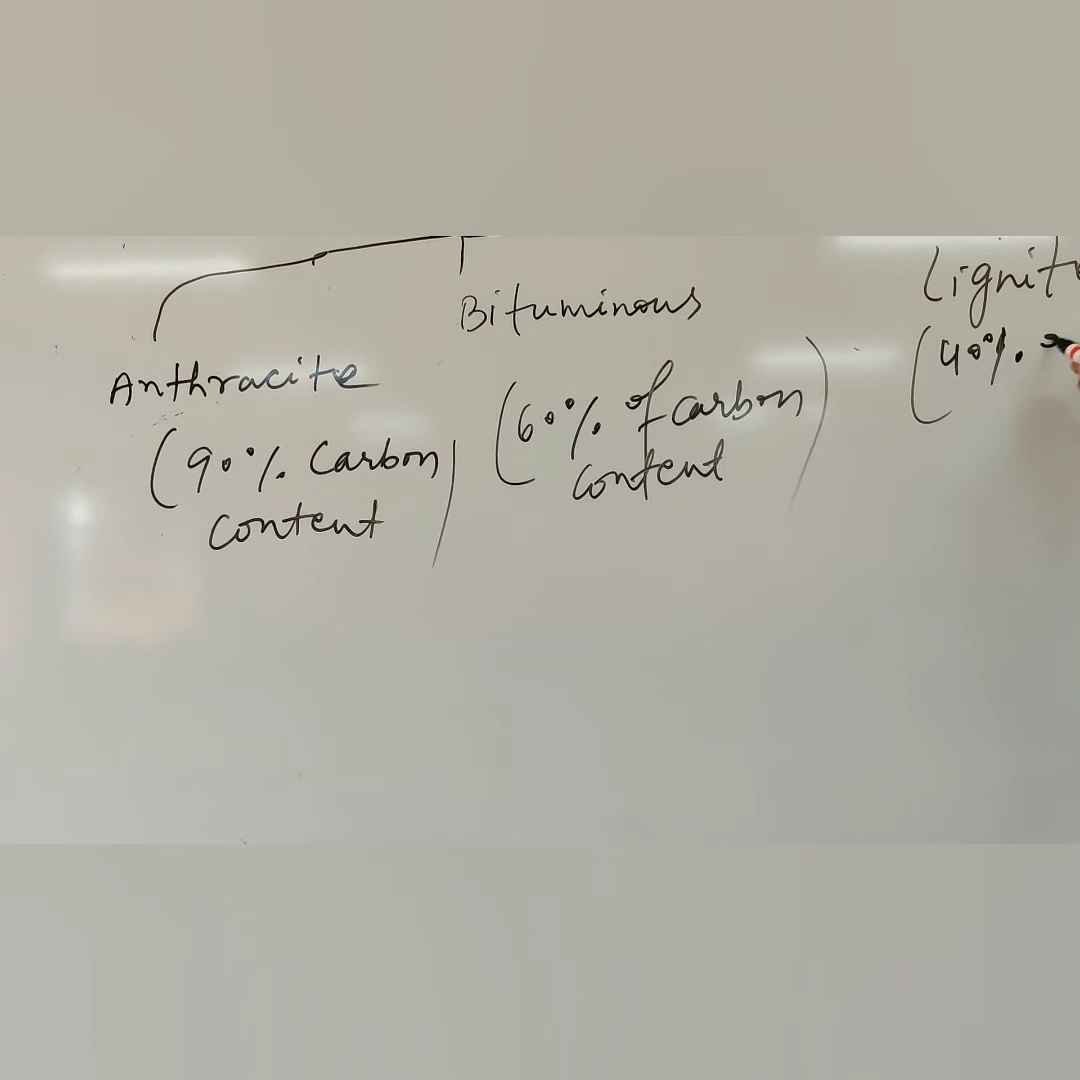 Bituminous
Lignit
Anthracite
(60% of carbon
content)
(40%.
(90% Carbon
content)